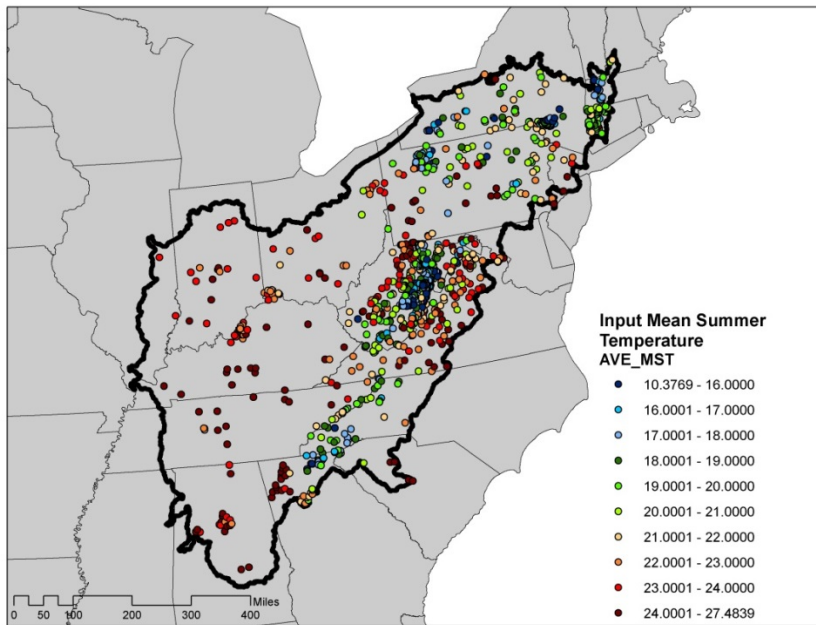 Input Mean Summer
Temperature
AVE_MST
10.3769 - 16.0000
16.0001 - 17.0000
17.0001 - 18.0000
18.0001 - 19.0000
19.0001 - 20.0000
20.0001 - 21.0000
21.0001 - 22.0000
22.0001 - 23.0000
23.0001 - 24.0000
24.0001 - 27.4839
Miles
0 50 100 200 300 400